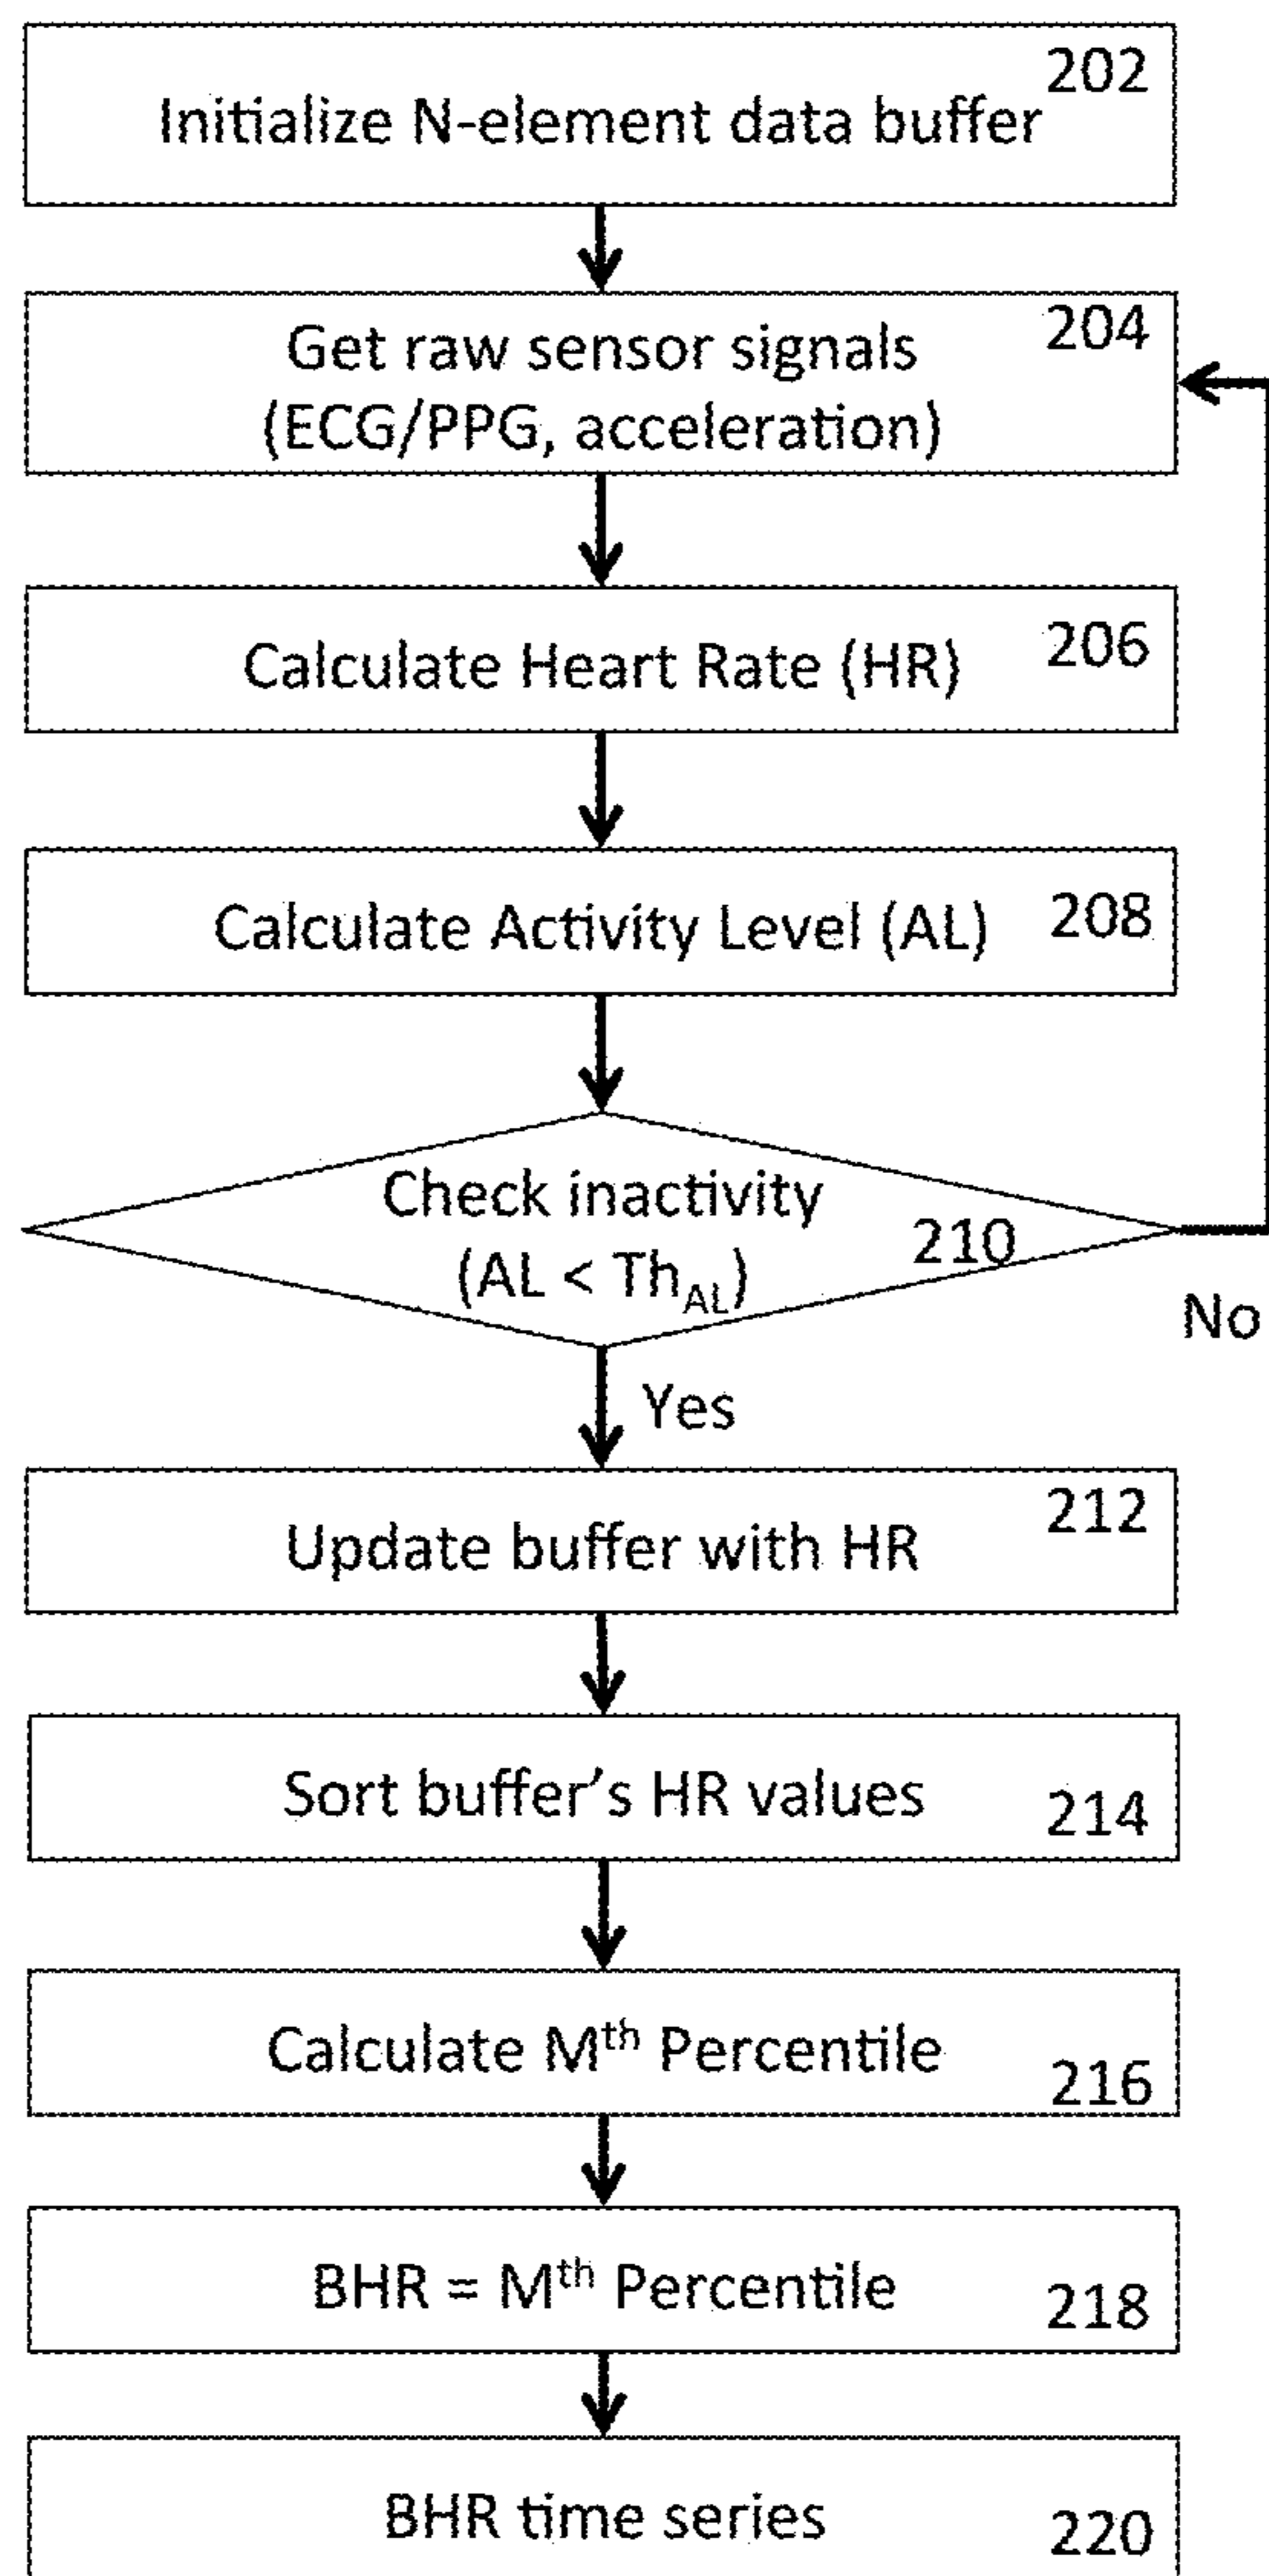 202
Initialize N-element data buffer
204
Get raw sensor signals
(ECG/PPG, acceleration)
206
Calculate Heart Rate (HR)
208
Calculate Activity Level (AL)
Check inactivity
210
(AL < Th_AL)
No
Yes
212
Update buffer with HR
Sort buffer’s HR values
214
Calculate Mᵗʰ Percentile
216
BHR = Mᵗʰ Percentile
218
BHR time series
220